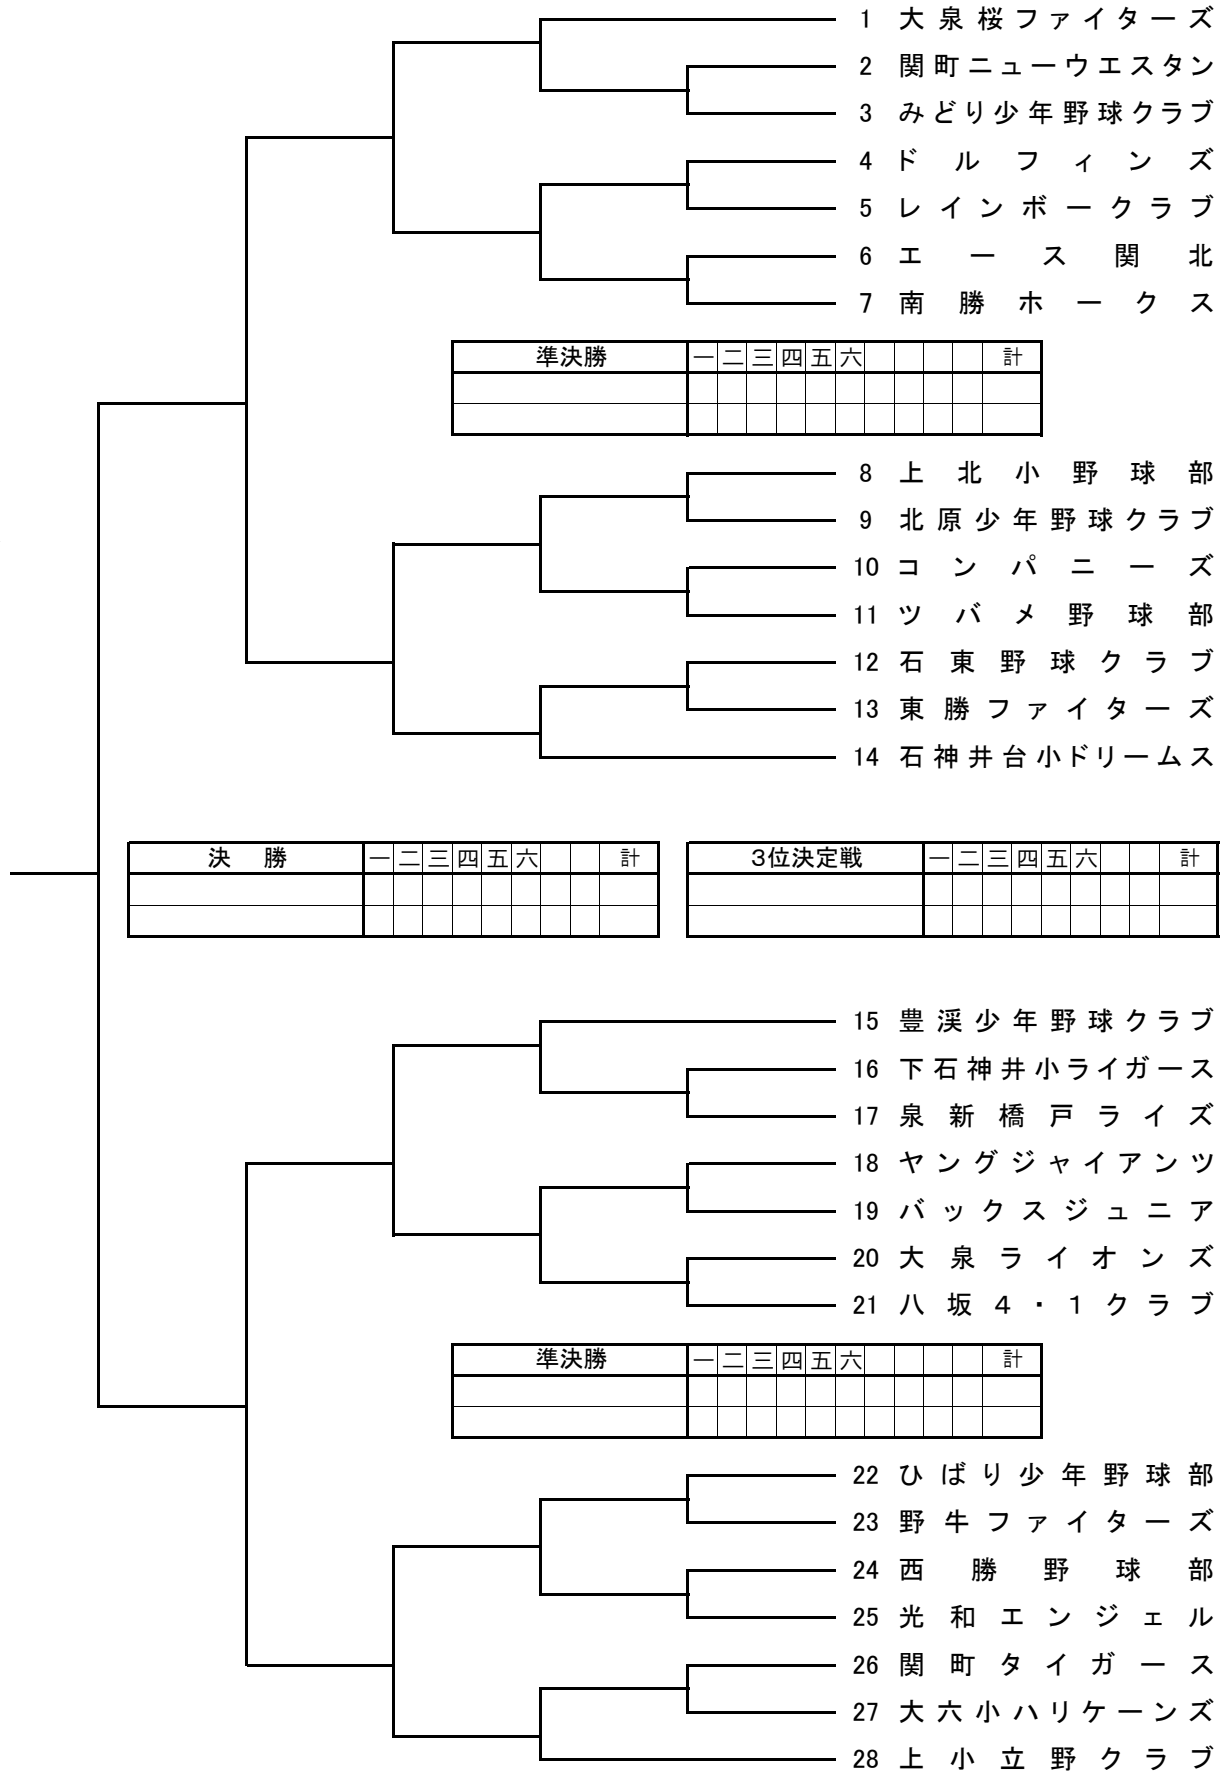 1 大泉桜ファイターズ
2 関町ニューウエスタン
3 みどり少年野球クラブ
4 ドルフィンズ
5 レインボークラブ
6 エース関北
7 南勝ホークス
準決勝 一 二 三 四 五 六 計
8 上北小野球部
9 北原少年野球クラブ
10 コンパニーズ
11 ツバメ野球部
12 石東野球クラブ
13 東勝ファイターズ
14 石神井台小ドリームス
決 勝 一 二 三 四 五 六 計 3位決定戦 一 二 三 四 五 六 計
15 豊渓少年野球クラブ
16 下石神井小ライガース
17 泉新橋戸ライズ
18 ヤングジャイアンツ
19 バックスジュニア
20 大泉ライオンズ
21 八坂4・1クラブ
準決勝 一 二 三 四 五 六 計
22 ひばり少年野球部
23 野牛ファイターズ
24 西勝野球部
25 光和エンジェル
26 関町タイガース
27 大六小ハリケーンズ
28 上小立野クラブ